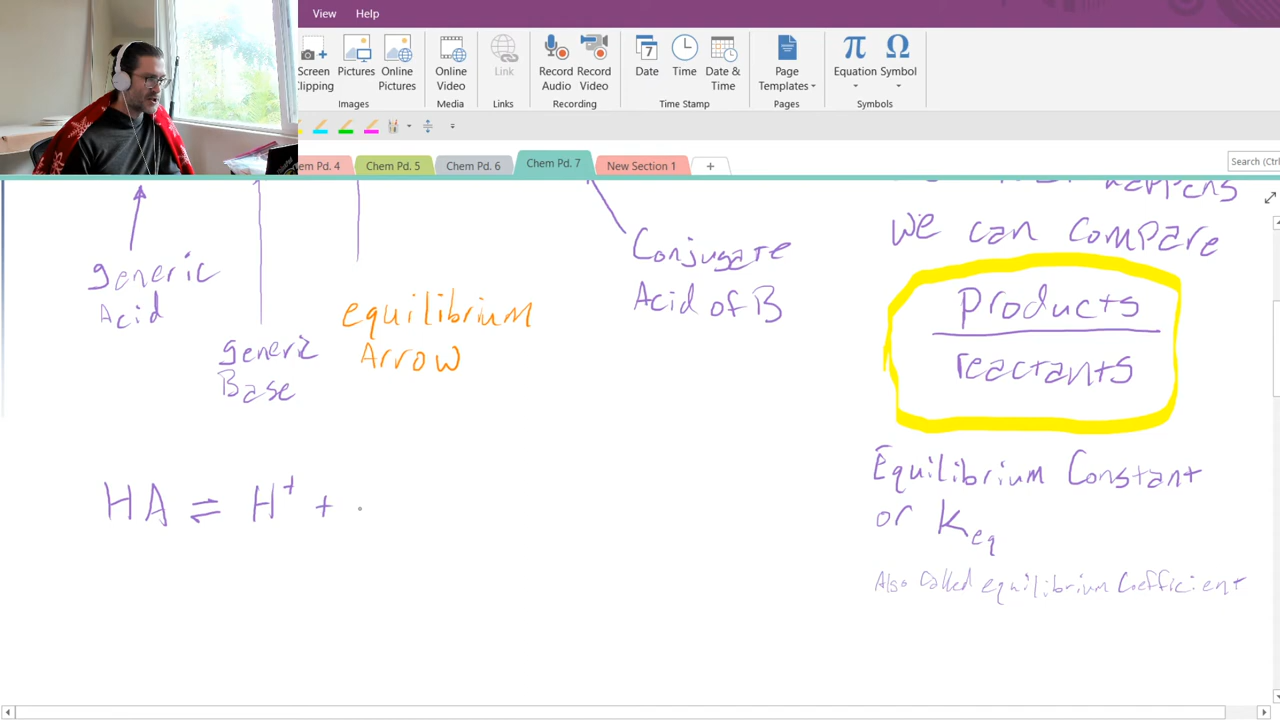 View Help
Screen Clipping
Pictures
Online Pictures
Online Video
Link
Record Audio
Record Video
Date
Time
Date & Time
Page Templates
Equation
Symbol
Images
Media
Links
Recording
Time Stamp
Pages
Symbols
Chem Pd. 5
Chem Pd. 6
Chem Pd. 7
New Section 1
+
Search (Ctrl
happens
we can compare
products
reactants
Equilibrium Constant
or Keq
Also Called equilibrium Coefficient
generic
Acid
generic
Base
equilibrium
Arrow
Conjugate
Acid of B
HA ⇌ H⁺ +